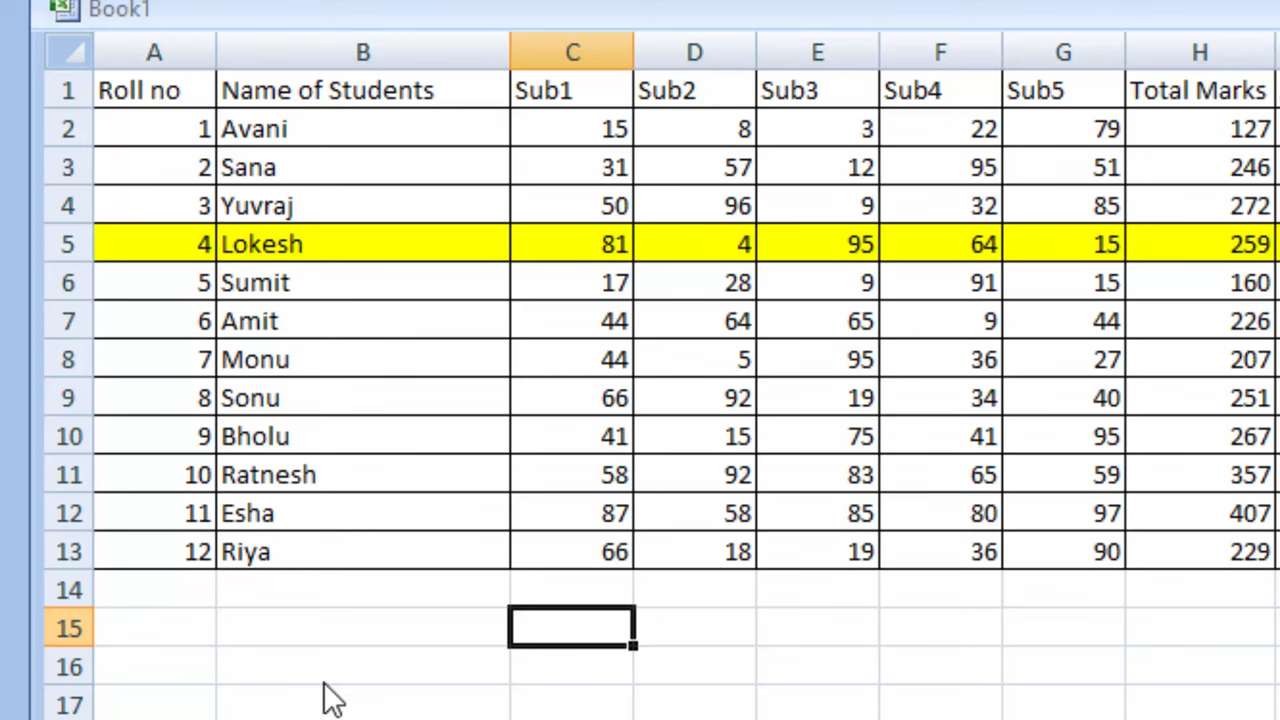 Book1
A B C D E F G H
1 Roll no Name of Students Sub1 Sub2 Sub3 Sub4 Sub5 Total Marks
2 1 Avani 15 8 3 22 79 127
3 2 Sana 31 57 12 95 51 246
4 3 Yuvraj 50 96 9 32 85 272
5 4 Lokesh 81 4 95 64 15 259
6 5 Sumit 17 28 9 91 15 160
7 6 Amit 44 64 65 9 44 226
8 7 Monu 44 5 95 36 27 207
9 8 Sonu 66 92 19 34 40 251
10 9 Bholu 41 15 75 41 95 267
11 10 Ratnesh 58 92 83 65 59 357
12 11 Esha 87 58 85 80 97 407
13 12 Riya 66 18 19 36 90 229
14
15
16
17